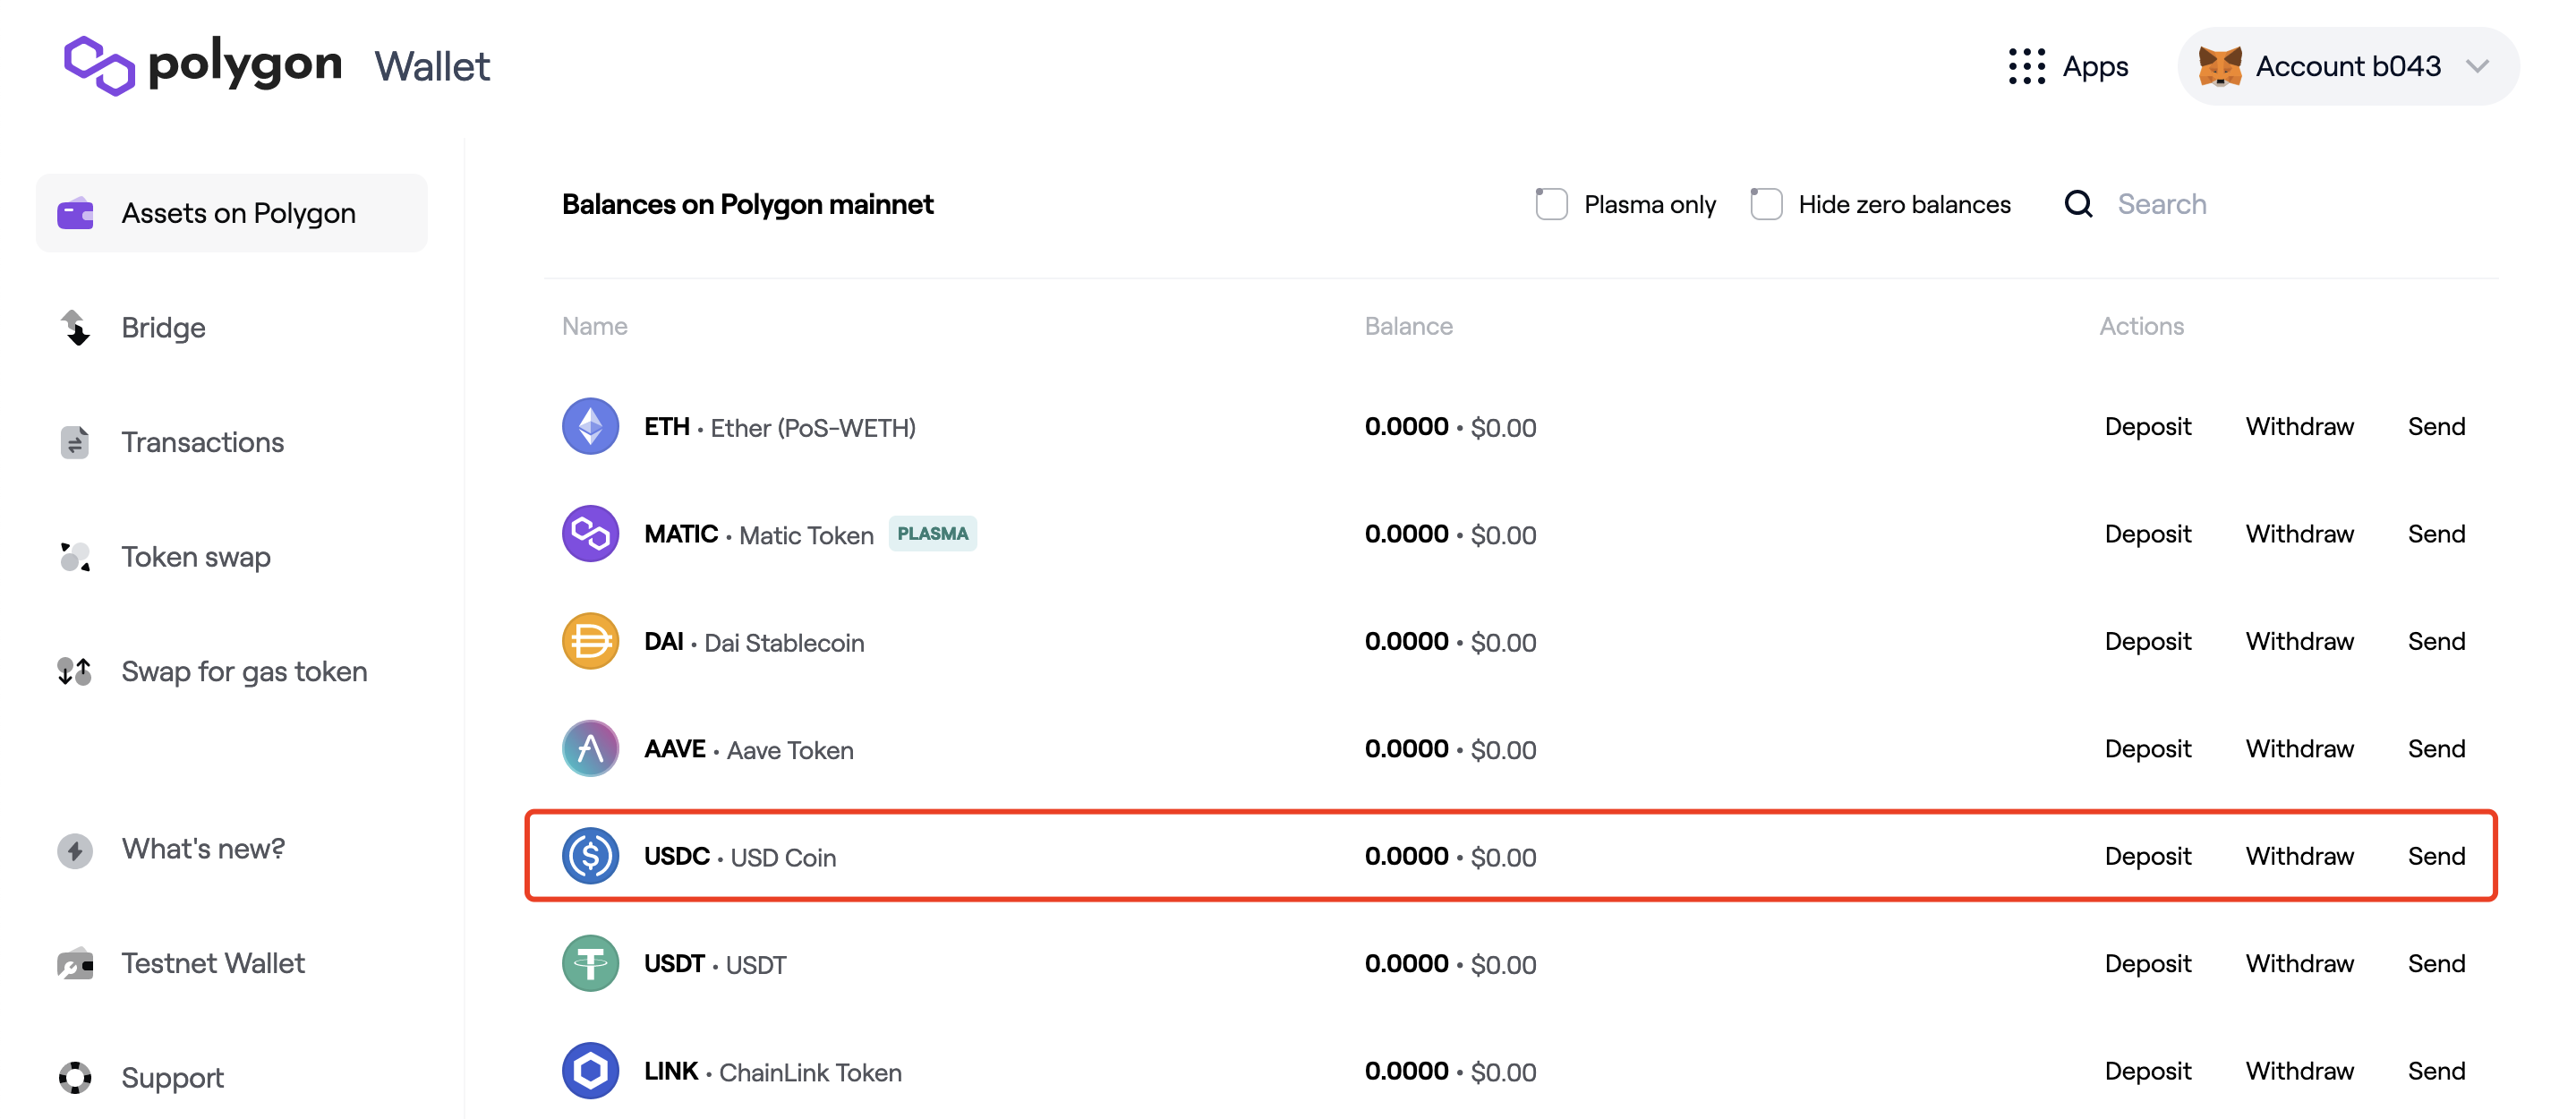 polygon Wallet
Apps
Account b043
Assets on Polygon
Bridge
Transactions
Token swap
Swap for gas token
What's new?
Testnet Wallet
Support
Balances on Polygon mainnet
Plasma only
Hide zero balances
Search
Name Balance Actions
ETH • Ether (PoS-WETH) 0.0000 • $0.00 Deposit Withdraw Send
MATIC • Matic Token PLASMA 0.0000 • $0.00 Deposit Withdraw Send
DAI • Dai Stablecoin 0.0000 • $0.00 Deposit Withdraw Send
AAVE • Aave Token 0.0000 • $0.00 Deposit Withdraw Send
USDC • USD Coin 0.0000 • $0.00 Deposit Withdraw Send
USDT • USDT 0.0000 • $0.00 Deposit Withdraw Send
LINK • ChainLink Token 0.0000 • $0.00 Deposit Withdraw Send